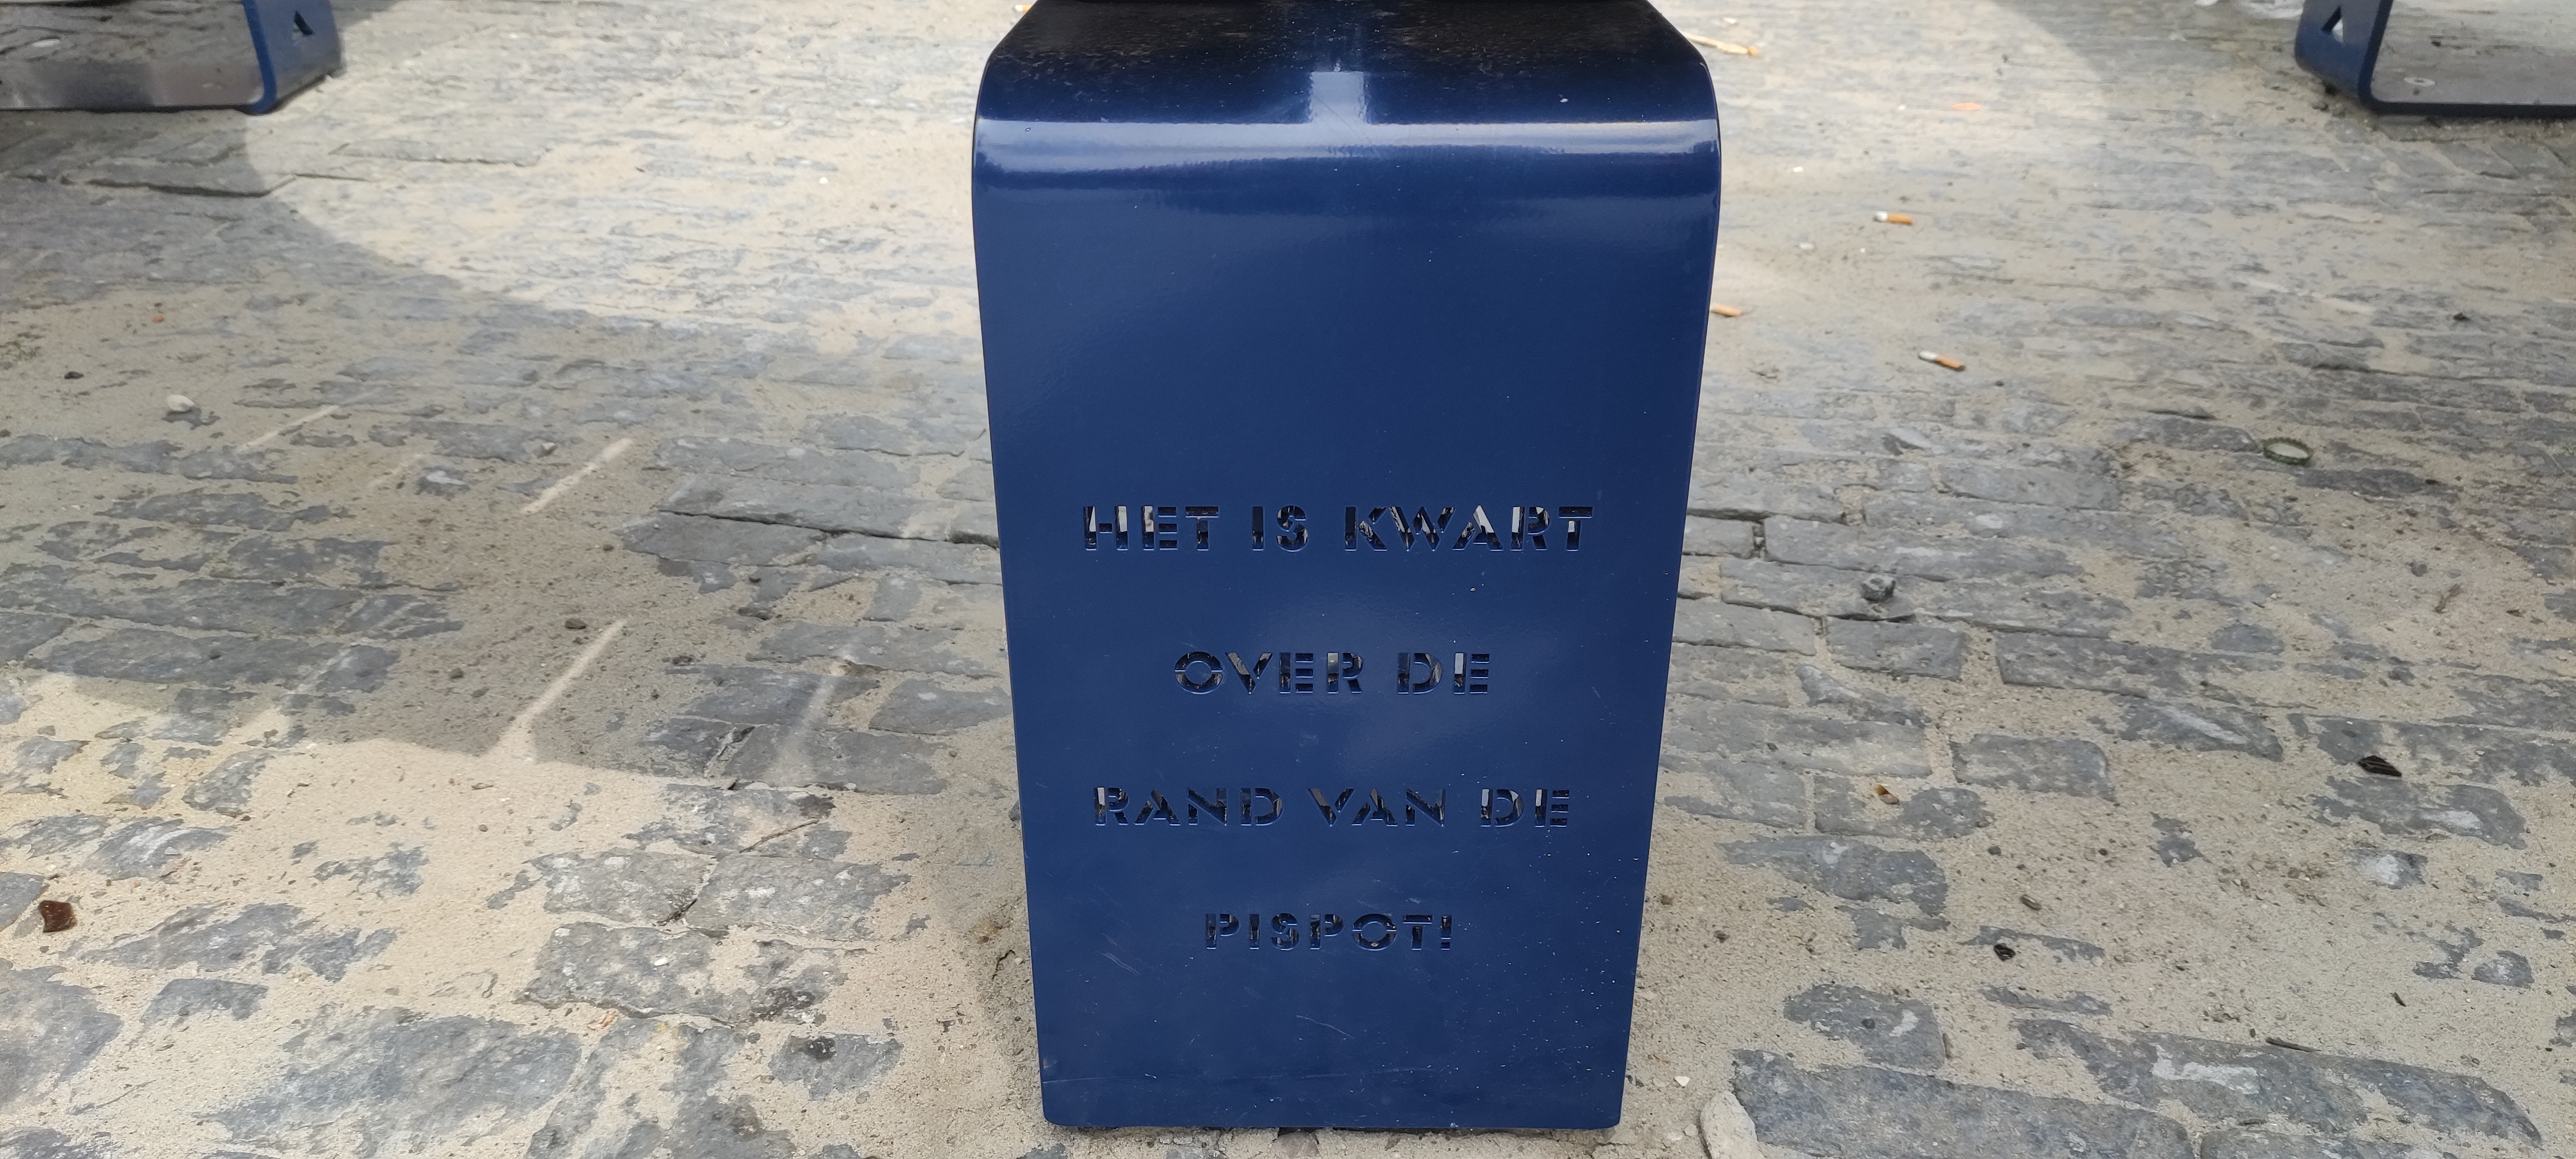 HET IS KWART
OVER DE
RAND VAN DE
PISPOT!